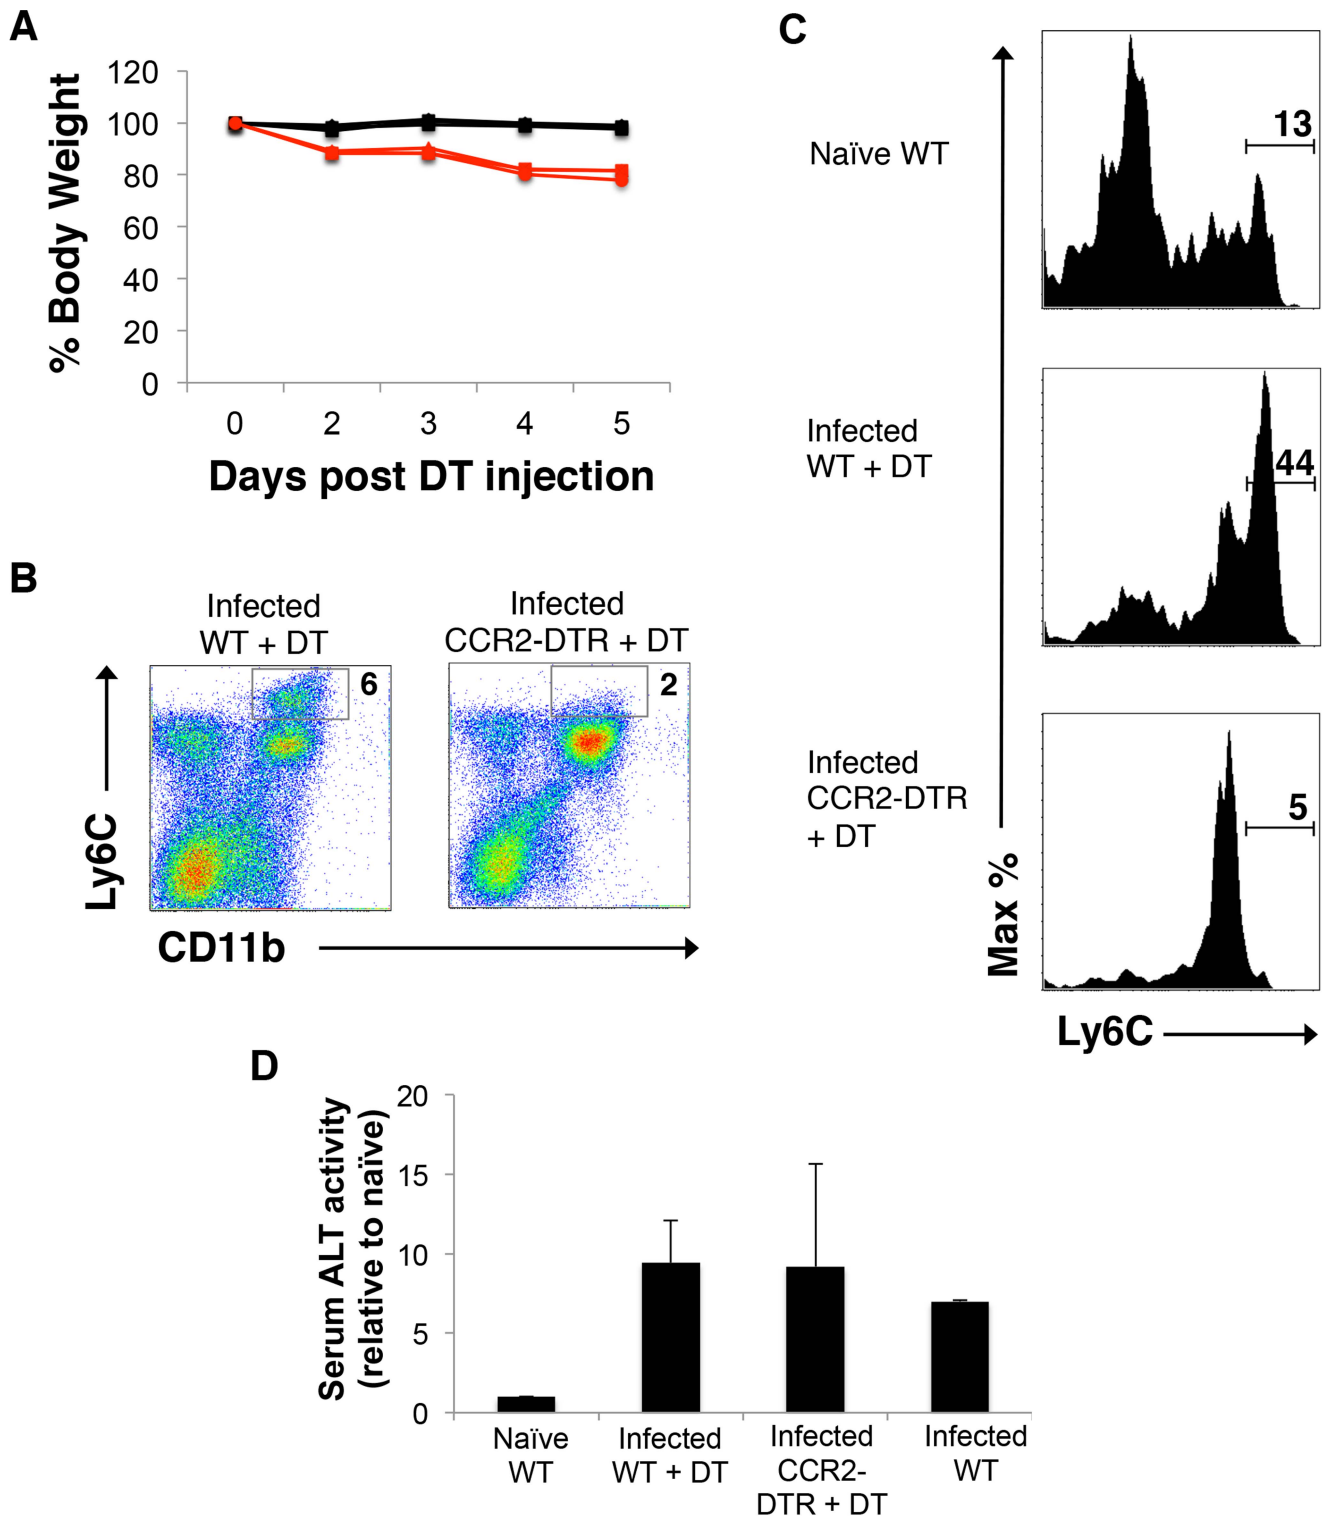 A
% Body Weight
120
100
80
60
40
20
0
0 2 3 4 5
Days post DT injection
B
Infected
WT + DT
Infected
CCR2-DTR + DT
6
2
Ly6C
CD11b
C
Naïve WT
13
Infected
WT + DT
44
Infected
CCR2-DTR
+ DT
5
Max %
Ly6C
D
Serum ALT activity
(relative to naïve)
20
15
10
5
0
Naïve
WT
Infected
WT + DT
Infected
CCR2-
DTR + DT
Infected
WT